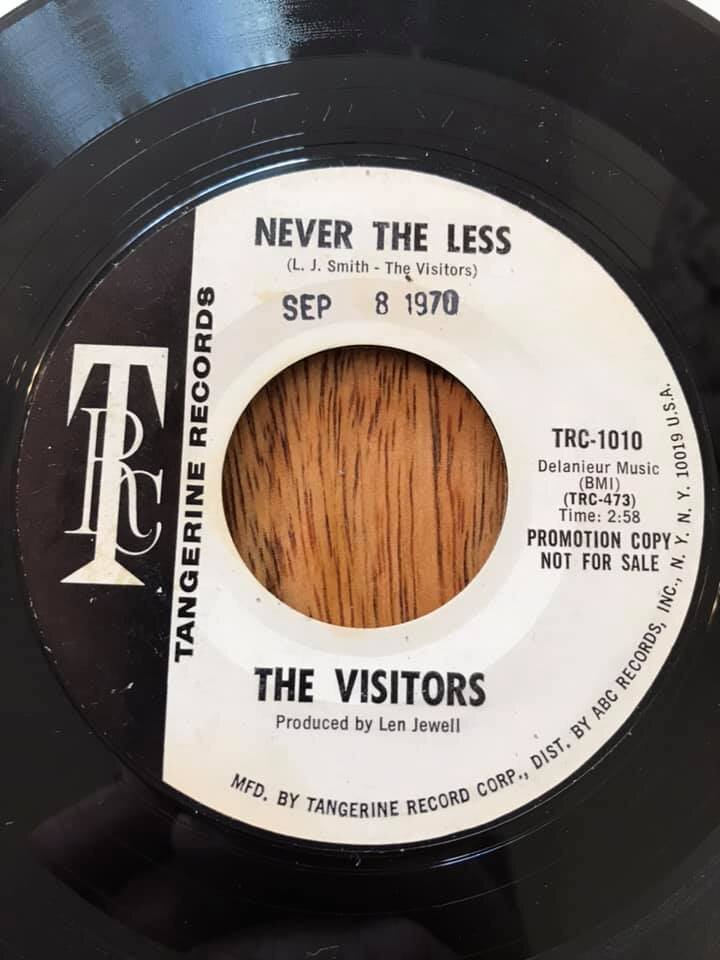 NEVER THE LESS
(L. J. Smith - The Visitors)
SEP 8 1970
TRC
TANGERINE RECORDS
TRC-1010
Delanieur Music
(BMI)
(TRC-473)
Time: 2:58
PROMOTION COPY
NOT FOR SALE
THE VISITORS
Produced by Len Jewell
MFD. BY TANGERINE RECORD CORP., DIST. BY ABC RECORDS, INC., N. Y. N. Y. 10019 U.S.A.